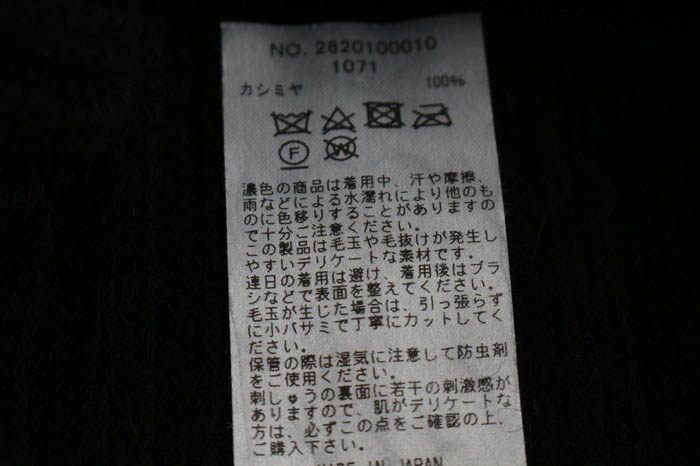 NO. 2620100010
1071
カシミヤ 100%
F
W
濃色の商品は着用中、汗や摩擦、
雨などによる水濡れにより他のも
のに色移りすることがありますの
で十分ご注意ください。
この製品は毛玉や毛抜けが発生し
やすいデリケートな素材です。
連日の着用は避け、着用後はブラ
シなどで表面を整えてください。
毛玉が生じた場合は、引っ張らず
に小バサミで丁寧にカットしてく
ださい。
保管の際は湿気に注意して防虫剤
をご使用ください。
刺しゅうの裏面に若干の刺激感が
ありますので、肌がデリケートな
方は、必ずこの点をご確認の上、
ご購入下さい。
MADE IN JAPAN